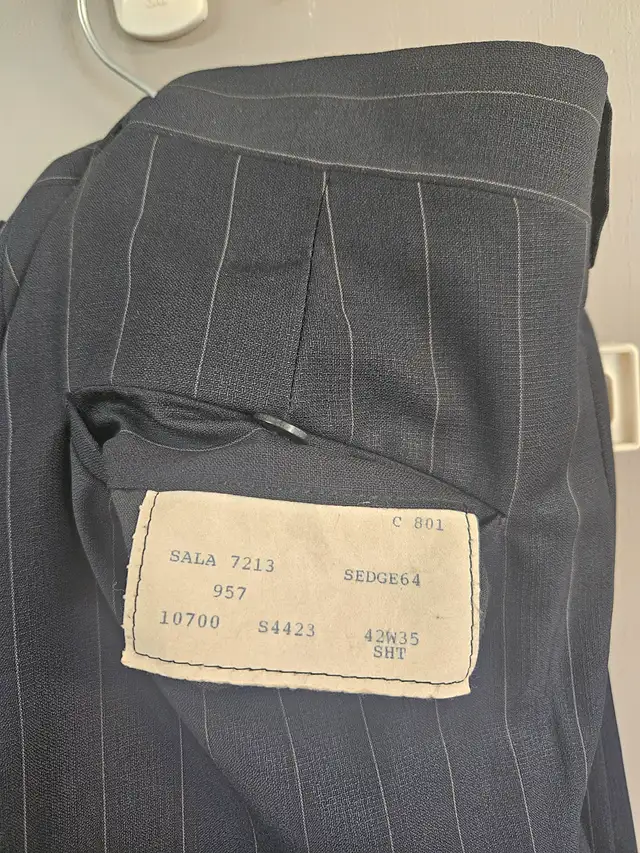 C 801
SALA 7213 SEDGE64
957
10700 S4423 42W35
SHT